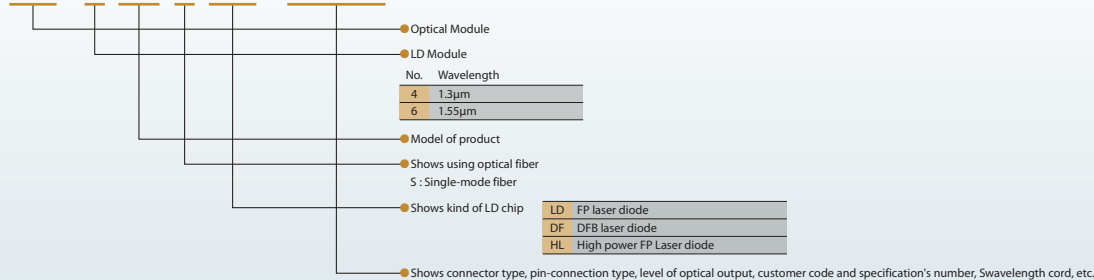 Optical Module
LD Module
No. Wavelength
4 1.3μm
6 1.55μm
Model of product
Shows using optical fiber
S : Single-mode fiber
Shows kind of LD chip
LD FP laser diode
DF DFB laser diode
HL High power FP Laser diode
Shows connector type, pin-connection type, level of optical output, customer code and specification's number, Swavelength cord, etc.